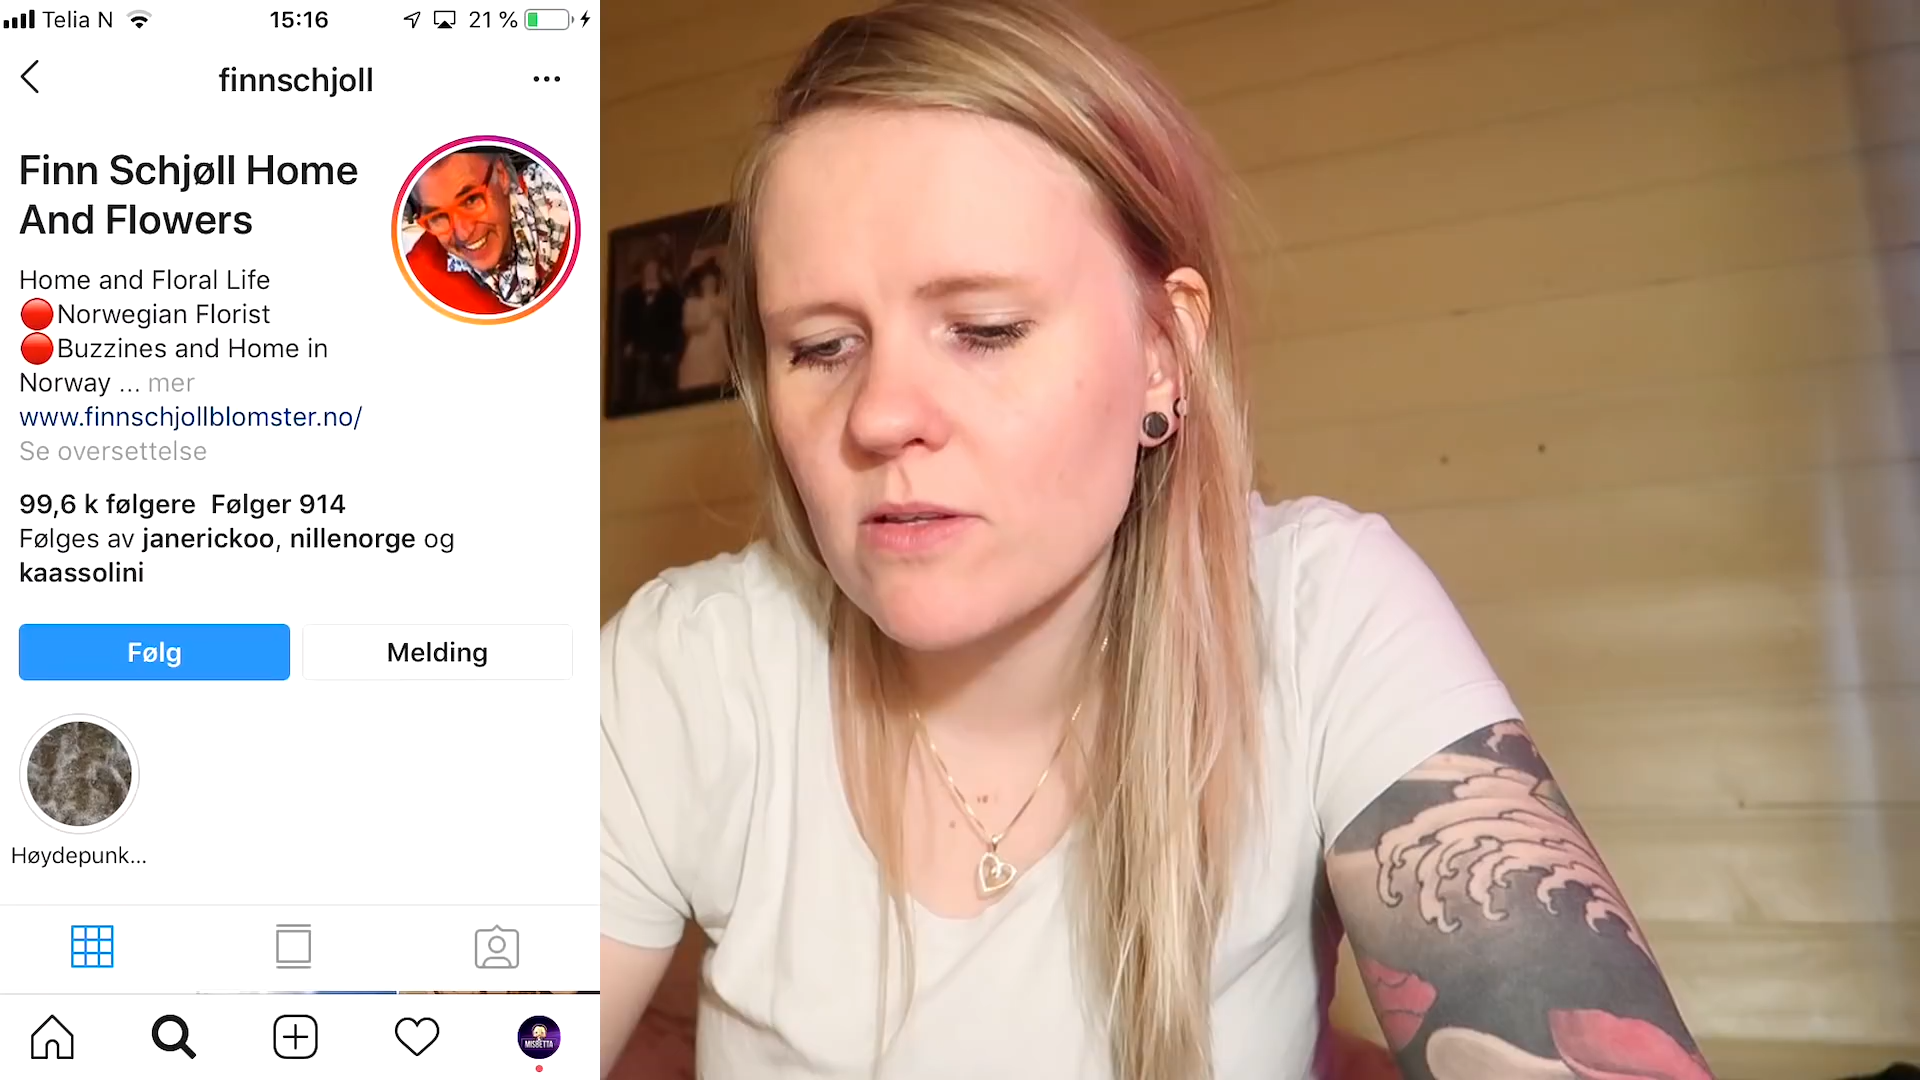 Telia N
15:16
21 %
finnschjoll
Finn Schjøll Home
And Flowers
Home and Floral Life
🔴Norwegian Florist
🔴Buzzines and Home in
Norway ... mer
www.finnschjollblomster.no/
Se oversettelse
99,6 k følgere Følger 914
Følges av janerickoo, nillenorge og
kaassolini
Følg
Melding
Høydepunk...
MISBETTA